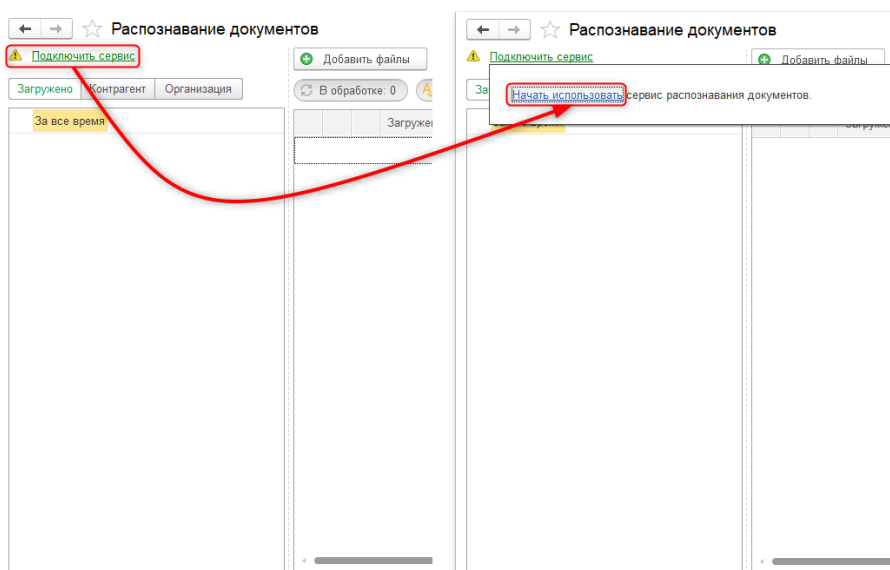 Распознавание документов
Подключить сервис
Добавить файлы
Загружено Контрагент Организация
В обработке: 0
За все время
Распознавание документов
Подключить сервис
Добавить файлы
Начать использовать сервис распознавания документов.